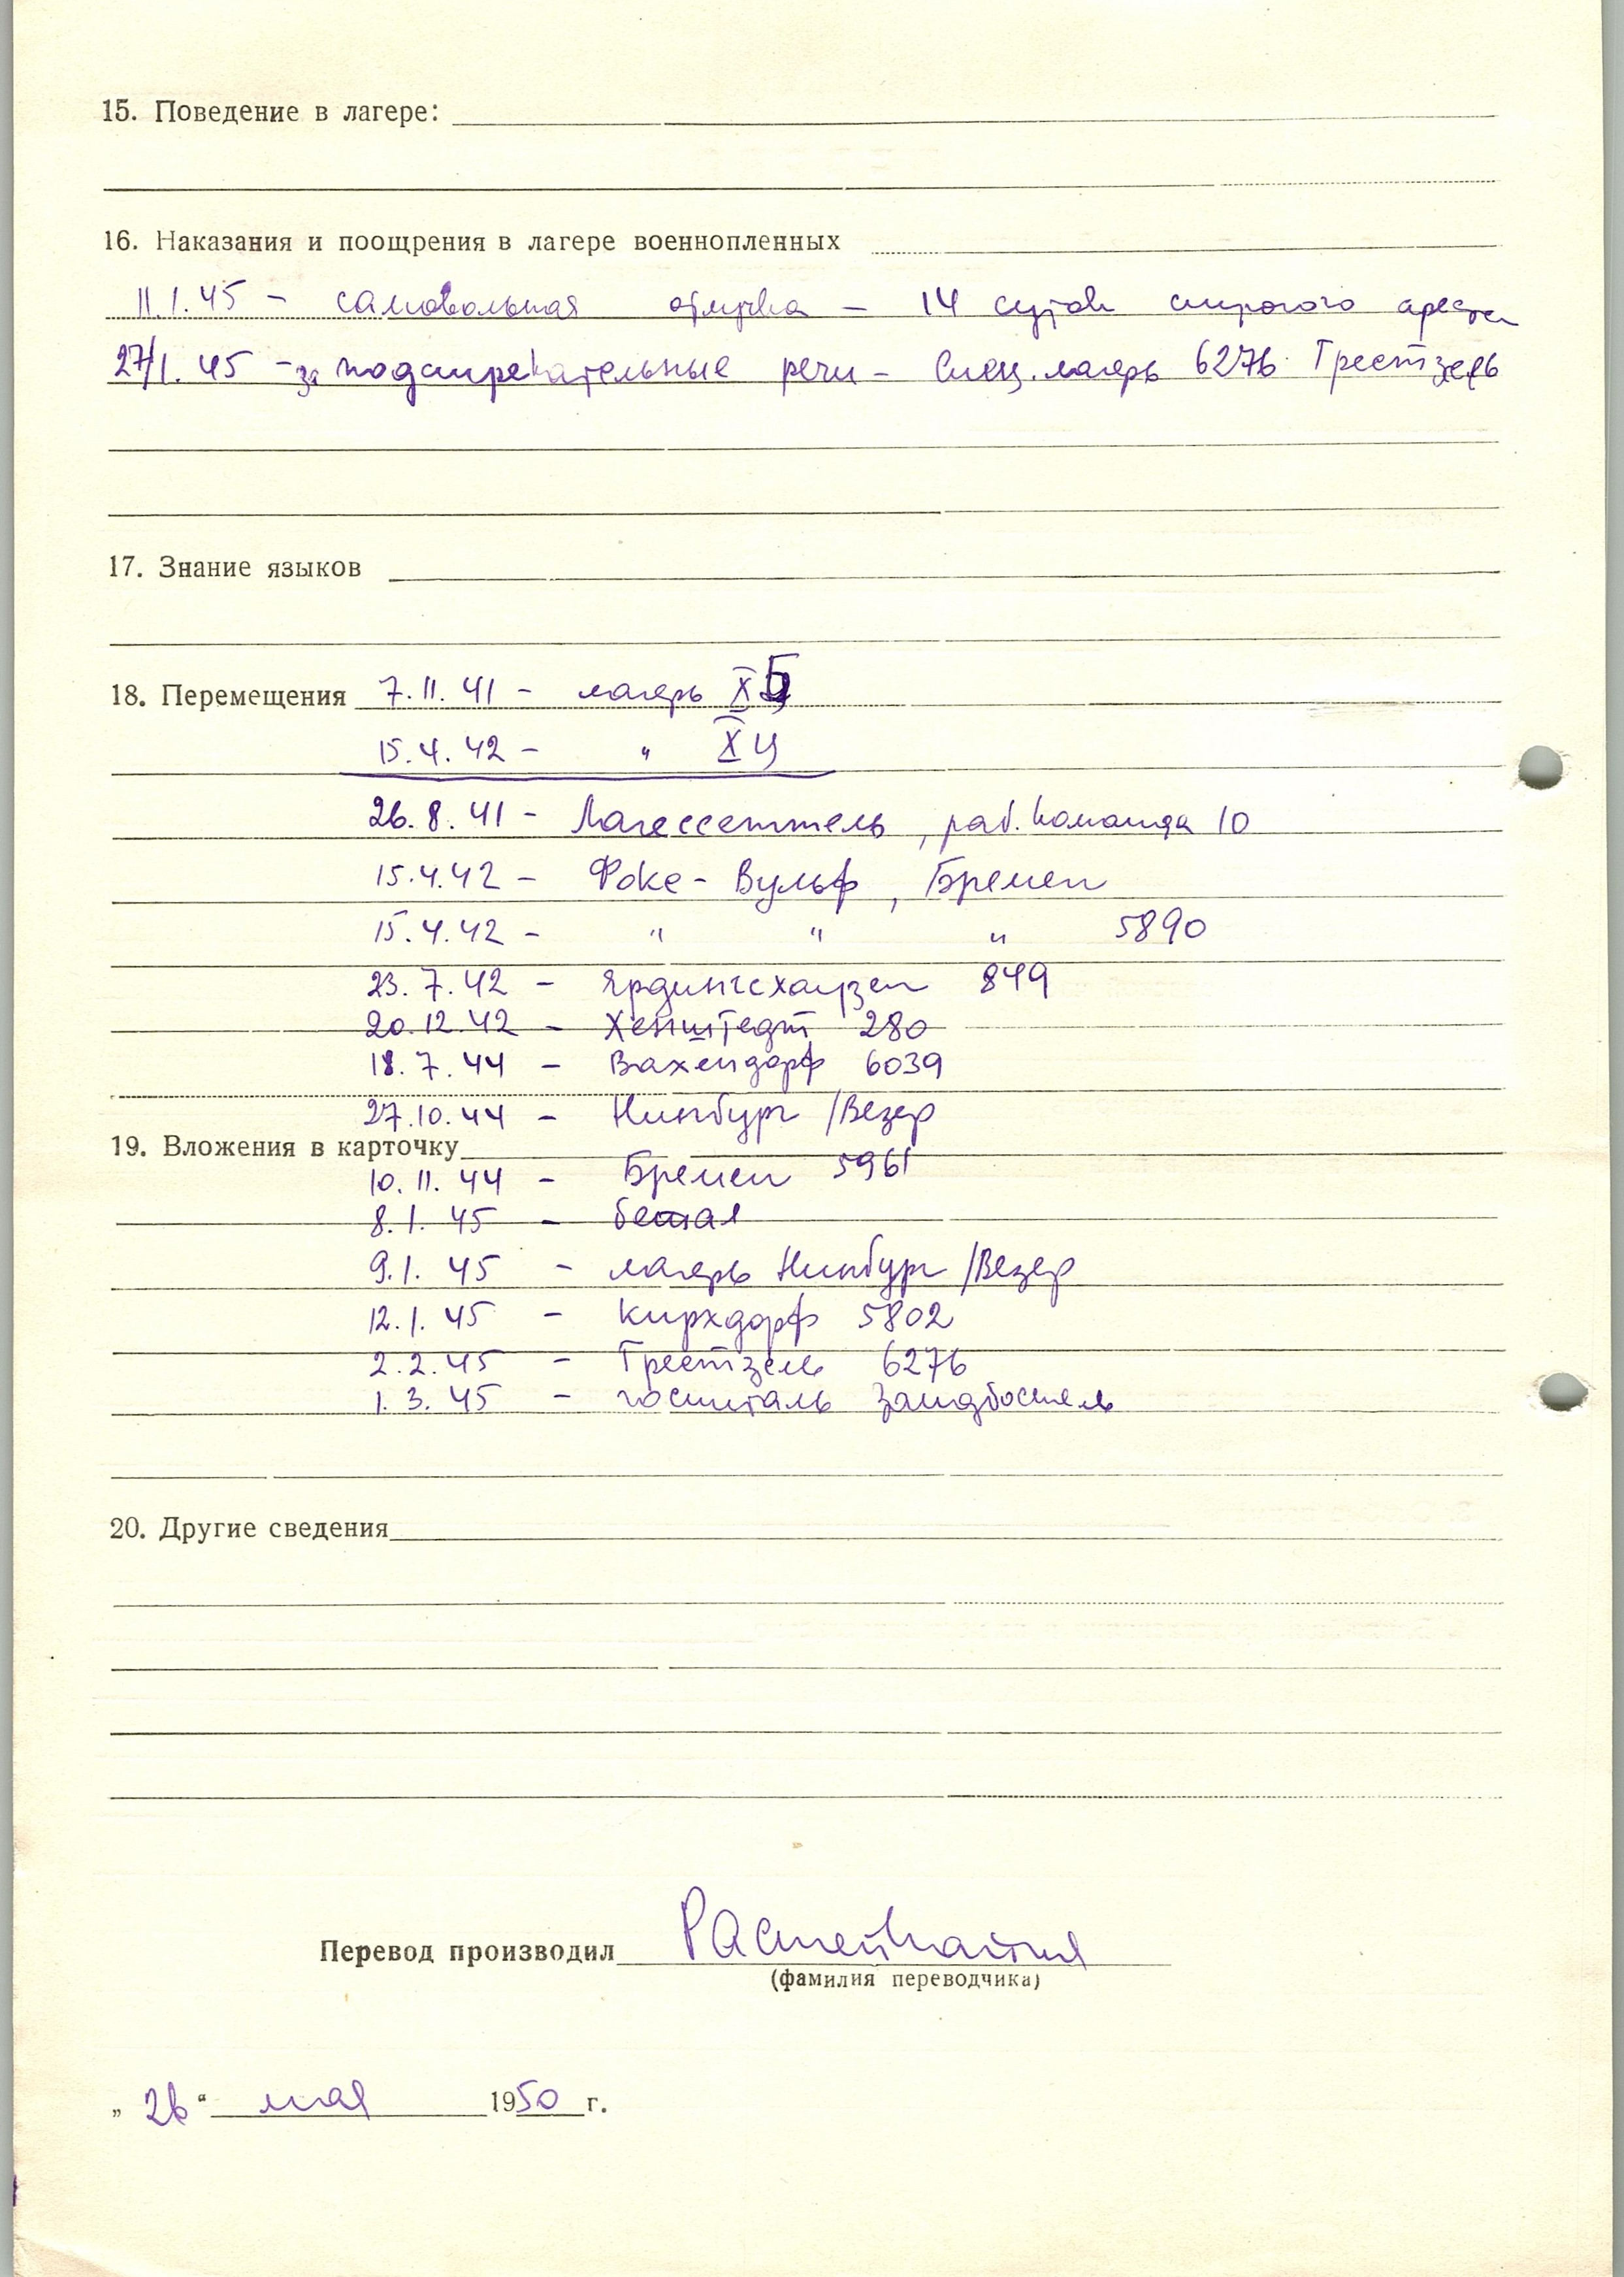 15. Поведение в лагере:
16. Наказания и поощрения в лагере военнопленных
11.1.45 - самовольная отлучка - 14 суток строгого ареста
27/1.45 - за подстрекательные речи - Спец. лагерь 6276 Грестзель
17. Знание языков
18. Перемещения 7.11.41 - лагерь XБ
15.4.42 - " XЦ
26.8.41 - раб. команда 10
15.4.42 - Фоке-Вульф, Бремен
15.4.42 - " " " 5890
23.7.42 - Ярдингсхаузен 849
20.12.42 - Хенштедт 280
18.7.44 - Вахендорф 6039
27.10.44 - Нинбург /Везер
19. Вложения в карточку
10.11.44 - Бремен 5961
8.1.45 - бежал
9.1.45 - лагерь Нинбург /Везер
12.1.45 - Кирхдорф 5802
2.2.45 - Грестзель 6276
1.3.45 - госпиталь Зандбостель
20. Другие сведения
Перевод производил
(фамилия переводчика)
„ 26 “ мая 1950 г.